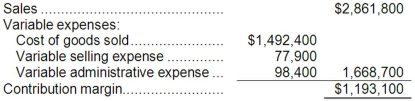 Sales ........................................ $2,861,800
Variable expenses:
Cost of goods sold........................ $1,492,400
Variable selling expense .............. 77,900
Variable administrative expense ... 98,400 1,668,700
Contribution margin.......................... $1,193,100